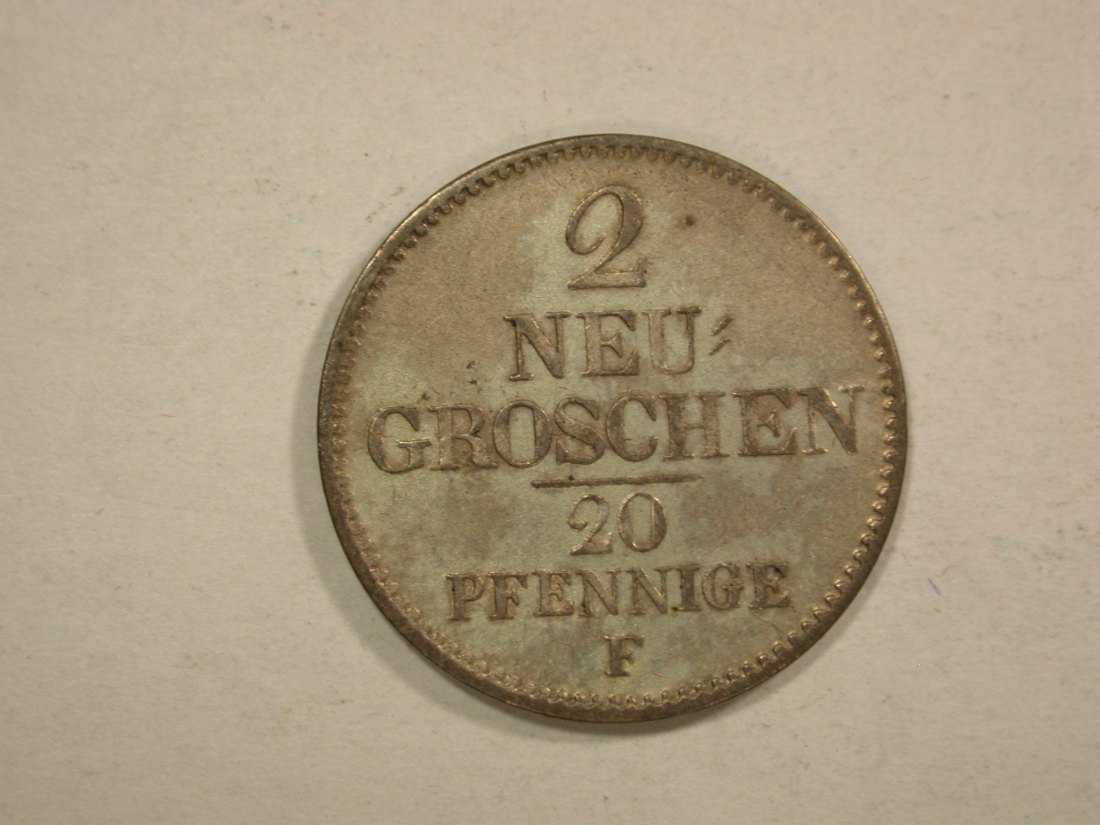 2
NEU-
GROSCHEN
20
PFENNIGE
F